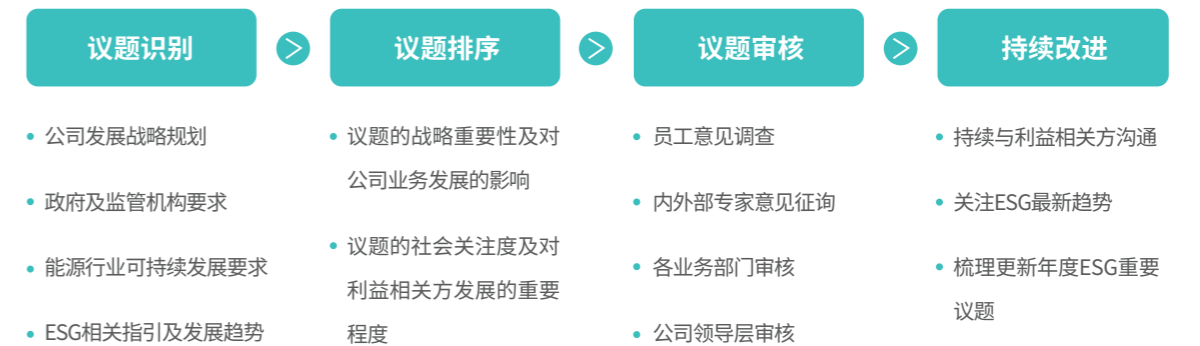 议题识别
公司发展战略规划
政府及监管机构要求
能源行业可持续发展要求
ESG相关指引及发展趋势
议题排序
议题的战略重要性及对
公司业务发展的影响
议题的社会关注度及对
利益相关方发展的重要
程度
议题审核
员工意见调查
内外部专家意见征询
各业务部门审核
公司领导层审核
持续改进
持续与利益相关方沟通
关注ESG最新趋势
梳理更新年度ESG重要
议题